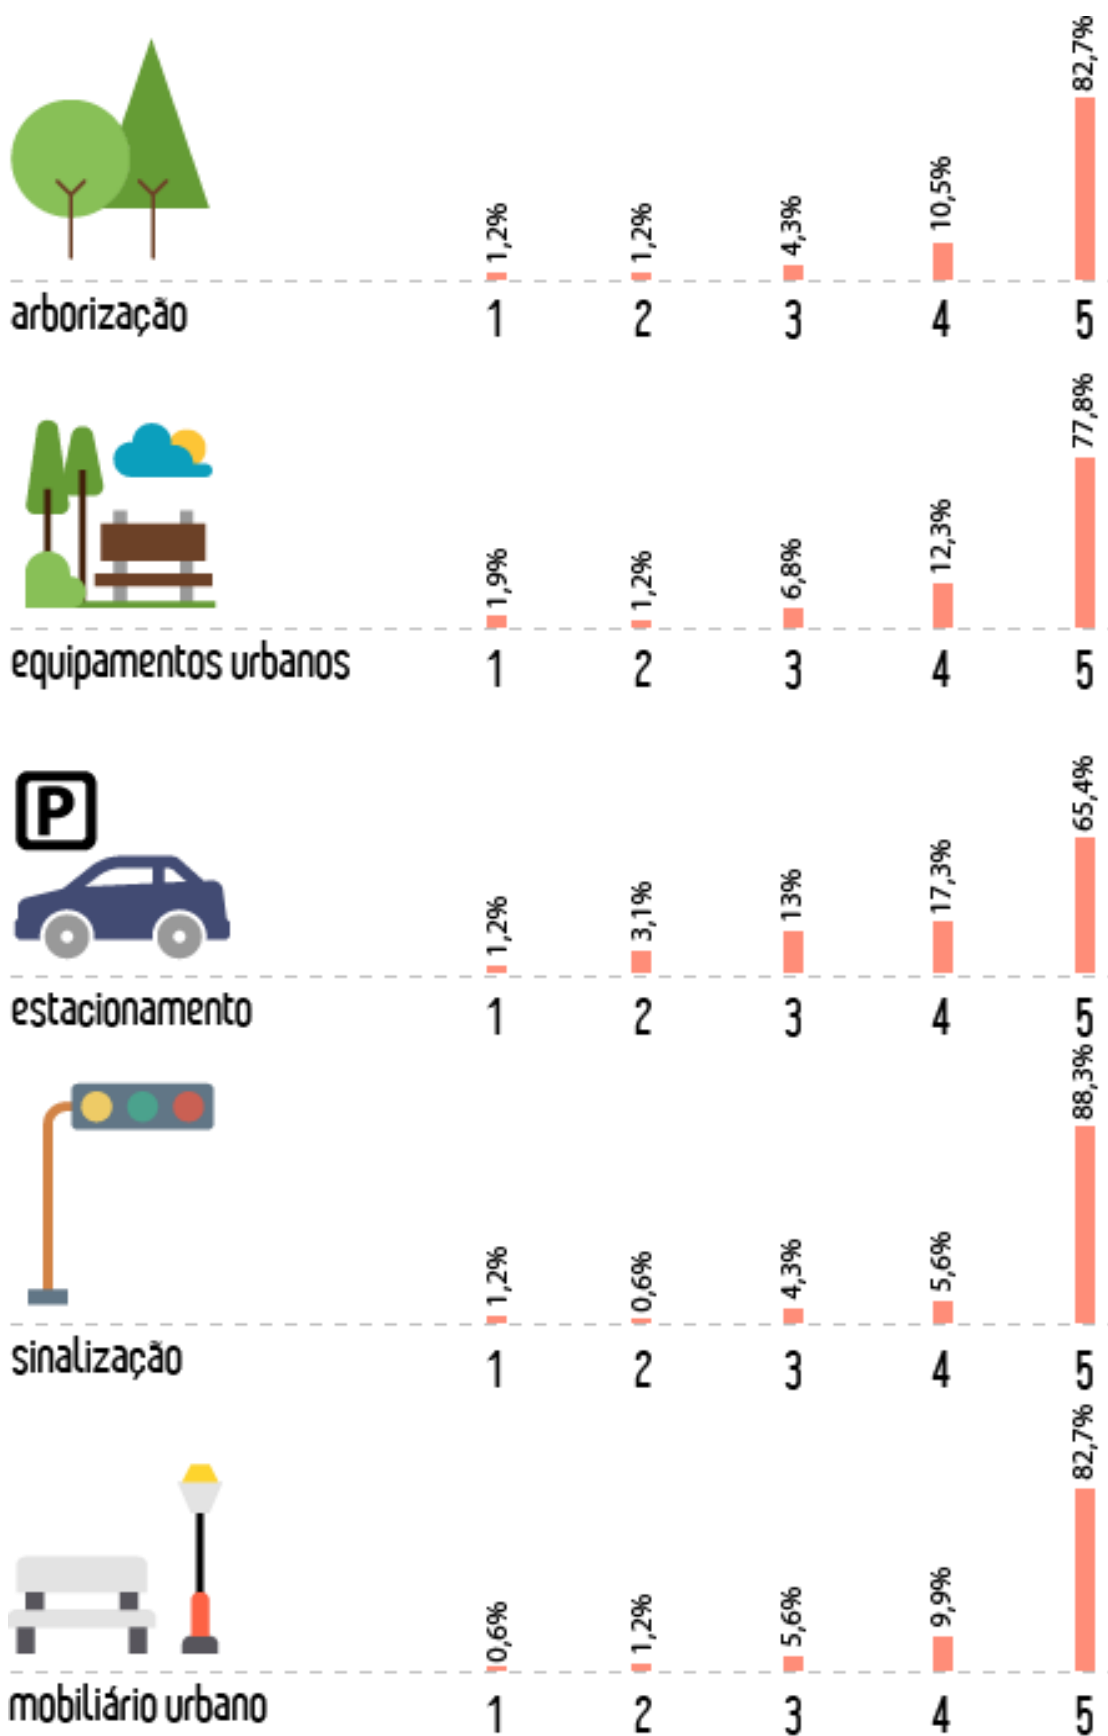 1,2% 1,2% 4,3% 10,5% 82,7%
arborização 1 2 3 4 5
1,9% 1,2% 6,8% 12,3% 77,8%
equipamentos urbanos 1 2 3 4 5
P
1,2% 3,1% 13% 17,3% 65,4%
estacionamento 1 2 3 4 5
1,2% 0,6% 4,3% 5,6% 88,3%
sinalização 1 2 3 4 5
0,6% 1,2% 5,6% 9,9% 82,7%
mobiliário urbano 1 2 3 4 5